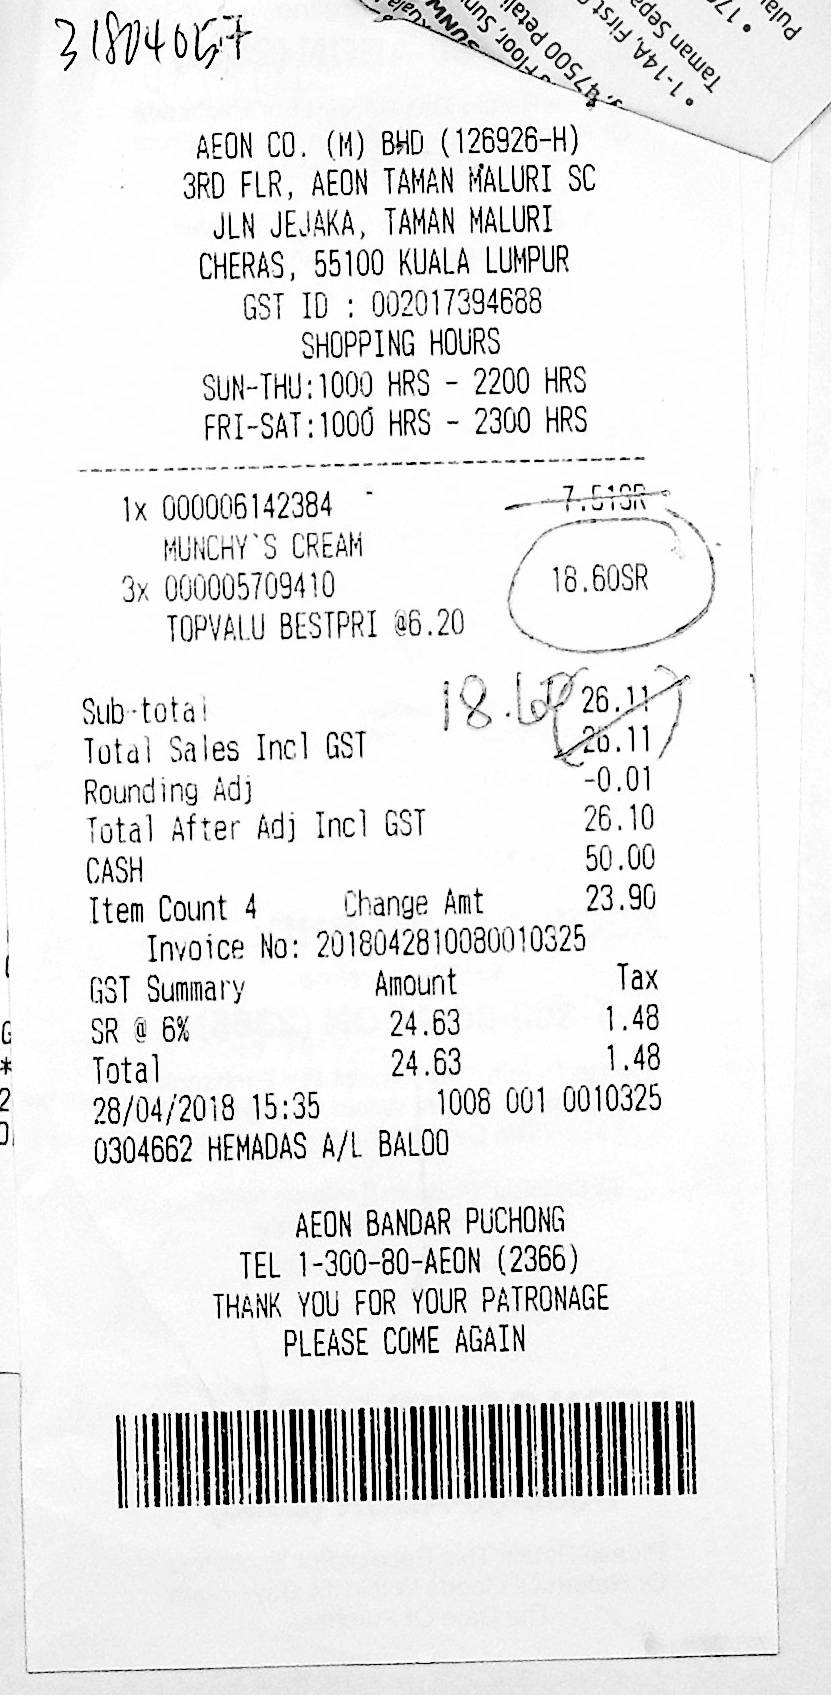 31804057
Pula
• 17
Taman Sepa
• 1-14A, First
47500 Petali
Floor, Sun
SUNW
Kuala
AEON CO. (M) BHD (126926-H)
3RD FLR, AEON TAMAN MALURI SC
JLN JEJAKA, TAMAN MALURI
CHERAS, 55100 KUALA LUMPUR
GST ID : 002017394688
SHOPPING HOURS
SUN-THU:1000 HRS - 2200 HRS
FRI-SAT:1000 HRS - 2300 HRS
1x 000006142384 7.51SR
MUNCHY`S CREAM
3x 000005709410 18.60SR
TOPVALU BESTPRI @6.20
Sub-total 18.60 26.11
Total Sales Incl GST 26.11
Rounding Adj -0.01
Total After Adj Incl GST 26.10
CASH 50.00
Item Count 4 Change Amt 23.90
Invoice No: 2018042810080010325
GST Summary Amount Tax
SR @ 6% 24.63 1.48
Total 24.63 1.48
28/04/2018 15:35 1008 001 0010325
0304662 HEMADAS A/L BALOO
AEON BANDAR PUCHONG
TEL 1-300-80-AEON (2366)
THANK YOU FOR YOUR PATRONAGE
PLEASE COME AGAIN